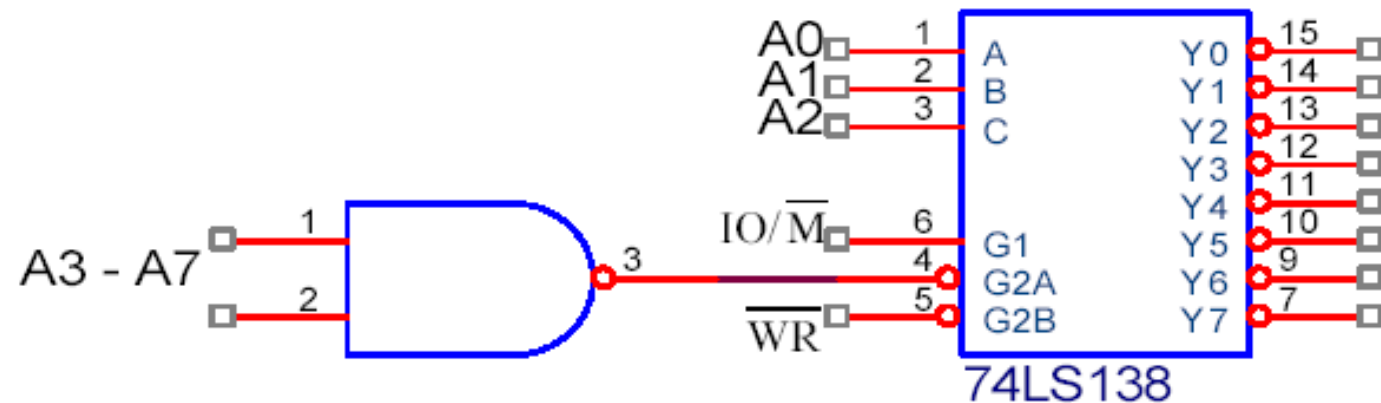 A0 1 A Y0 15
A1 2 B Y1 14
A2 3 C Y2 13
Y3 12
Y4 11
IO/M̅ 6 G1 Y5 10
A3 - A7 1 3 4 G2A Y6 9
2 W̅R̅ 5 G2B Y7 7
74LS138